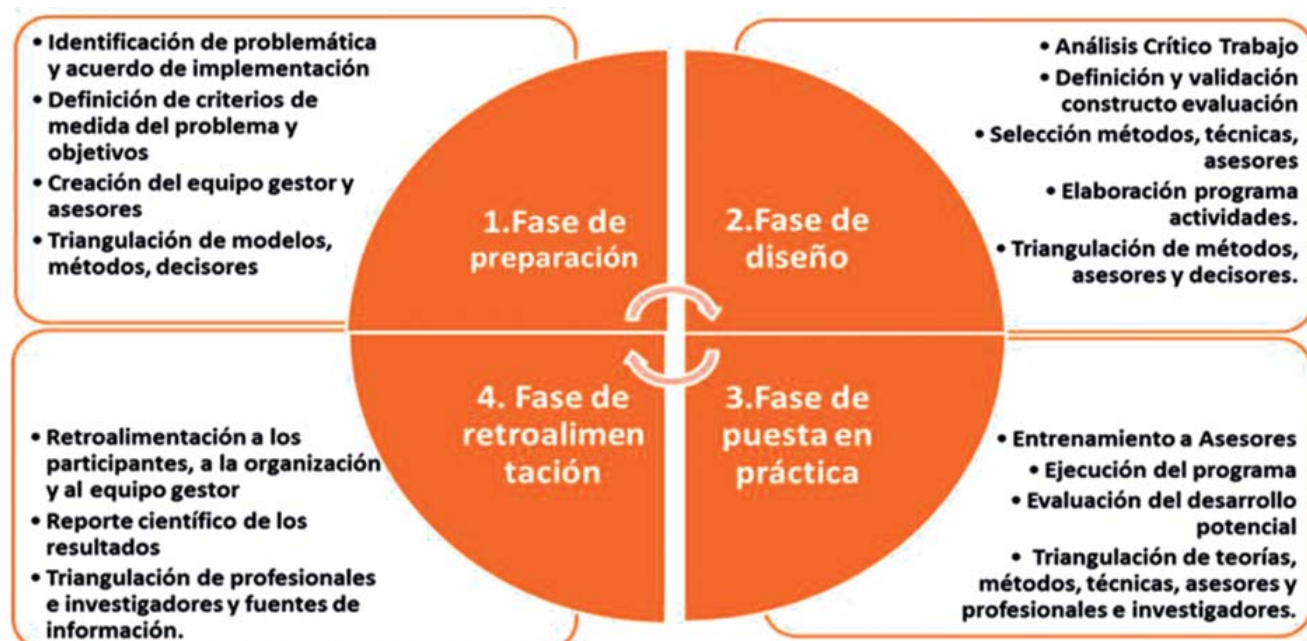 • Identificación de problemática
y acuerdo de implementación
• Definición de criterios de
medida del problema y
objetivos
• Creación del equipo gestor y
asesores
• Triangulación de modelos,
métodos, decisores
1.Fase de
preparación
• Análisis Crítico Trabajo
• Definición y validación
constructo evaluación
• Selección métodos, técnicas,
asesores
• Elaboración programa
actividades.
• Triangulación de métodos,
asesores y decisores.
2.Fase de
diseño
• Entrenamiento a Asesores
• Ejecución del programa
• Evaluación del desarrollo
potencial
• Triangulación de teorías,
métodos, técnicas, asesores y
profesionales e investigadores.
3.Fase de
puesta en
práctica
• Retroalimentación a los
participantes, a la organización
y al equipo gestor
• Reporte científico de los
resultados
• Triangulación de profesionales
e investigadores y fuentes de
información.
4. Fase de
retroalimen
tación